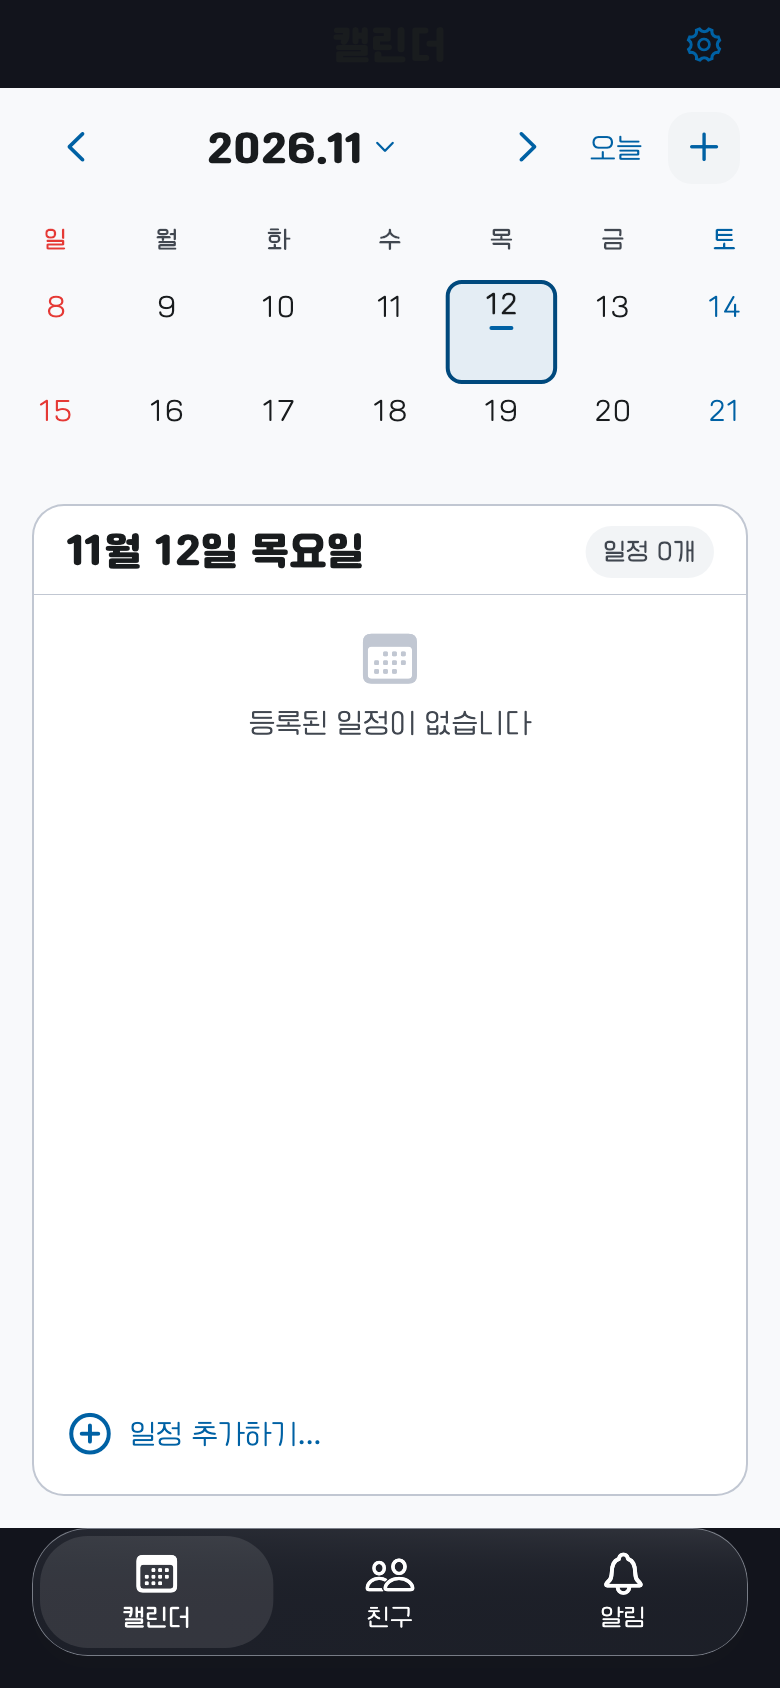 캘린더
2026.11
오늘
일 월 화 수 목 금 토
8 9 10 11 12 13 14
15 16 17 18 19 20 21
11월 12일 목요일
일정 0개
등록된 일정이 없습니다
일정 추가하기...
캘린더 친구 알림